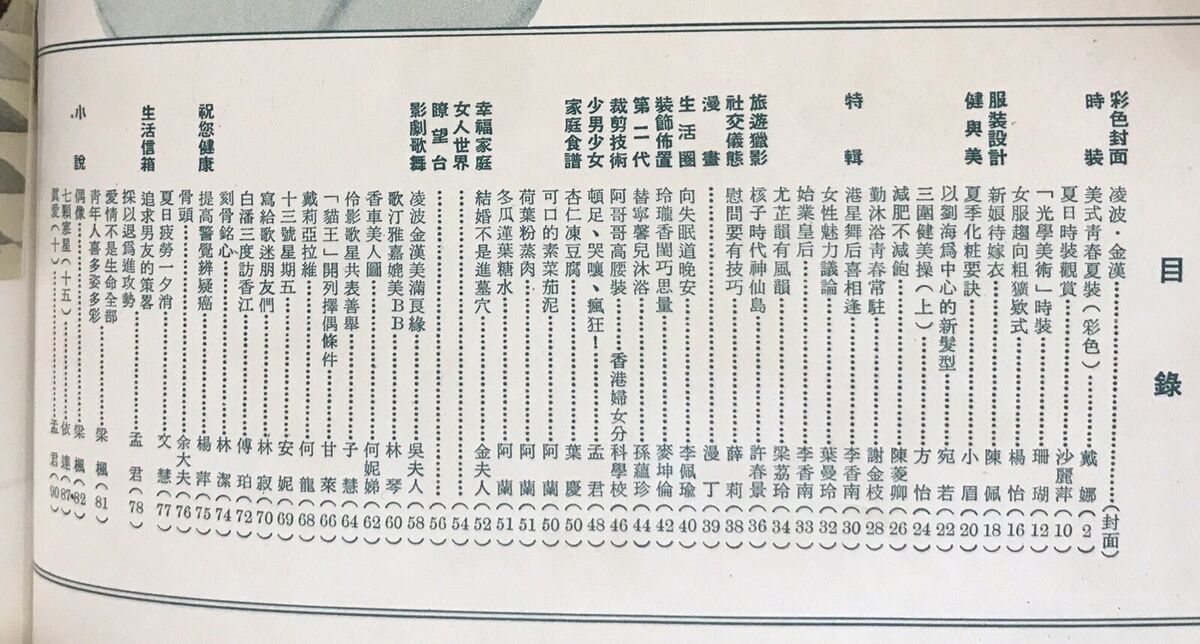 目錄
彩色封面 凌波・金漢……(封面)
時裝 美式青春夏裝(彩色)……戴娜(2)
夏日時裝觀賞……沙麗萍(10)
「光學美術」時裝……珊瑚(12)
女服趨向粗獷欵式……楊怡(16)
服裝設計 新娘待嫁衣……陳佩(18)
健與美 夏季化粧要訣……小眉(20)
以劉海爲中心的新髮型……宛若(22)
三圍健美操(上)……方怡(24)
減肥不減飽……陳菱卿(26)
勤沐浴青春常駐……謝金枝(28)
特輯 港星舞后喜相逢……李香南(30)
女性魅力議論……葉曼玲(32)
始業皇后……李香南(33)
尤芷韻有風韻……梁荔玲(34)
旅遊獵影 核子時代神仙島……許春景(36)
社交儀態 慰問要有技巧……薛莉(38)
漫畫……漫丁(39)
生活圈 向失眠道晚安……李佩瑜(40)
裝飾佈置 玲瓏香閨巧思量……麥坤倫(42)
第二代 替寧馨兒沐浴……孫蘊珍(44)
裁剪技術 阿哥哥高腰裝……香港婦女分科學校(46)
少男少女 頓足、哭嚷、瘋狂!……孟君(48)
家庭食譜 杏仁凍豆腐……葉慶(50)
可口的素菜茄泥……阿蘭(50)
荷葉粉蒸肉……阿蘭(51)
冬瓜蓮葉糖水……阿蘭(51)
幸福家庭 結婚不是進墓穴……金夫人(52)
女人世界……(54)
瞭望台……(56)
影劇歌舞 凌波金漢美滿良緣……吳夫人(58)
歌汀雅嘉媲美BB……林琴(60)
香車美人圖……何妮娣(62)
伶影歌星共表善舉……子慧(64)
「貓王」開列擇偶條件……甘萊(66)
戴莉亞拉維……何龍(68)
十三號星期五……安妮(69)
寫給歌迷朋友們……林寂(70)
白潘三度訪香江……傅珀(72)
刻骨銘心……林潔(74)
祝您健康 提高警覺辨疑癌……楊萍(75)
骨頭……余大夫(76)
夏日疲勞一夕消……文慧(77)
生活信箱 追求男友的策畧
採以退爲進攻勢……孟君(78)
愛情不是生命全部
青年人喜多姿多彩……梁楓(81)
小說 偶像……梁楓(82)
七顆寒星(十五)……依達(87)
眞愛(十)……孟君(90)